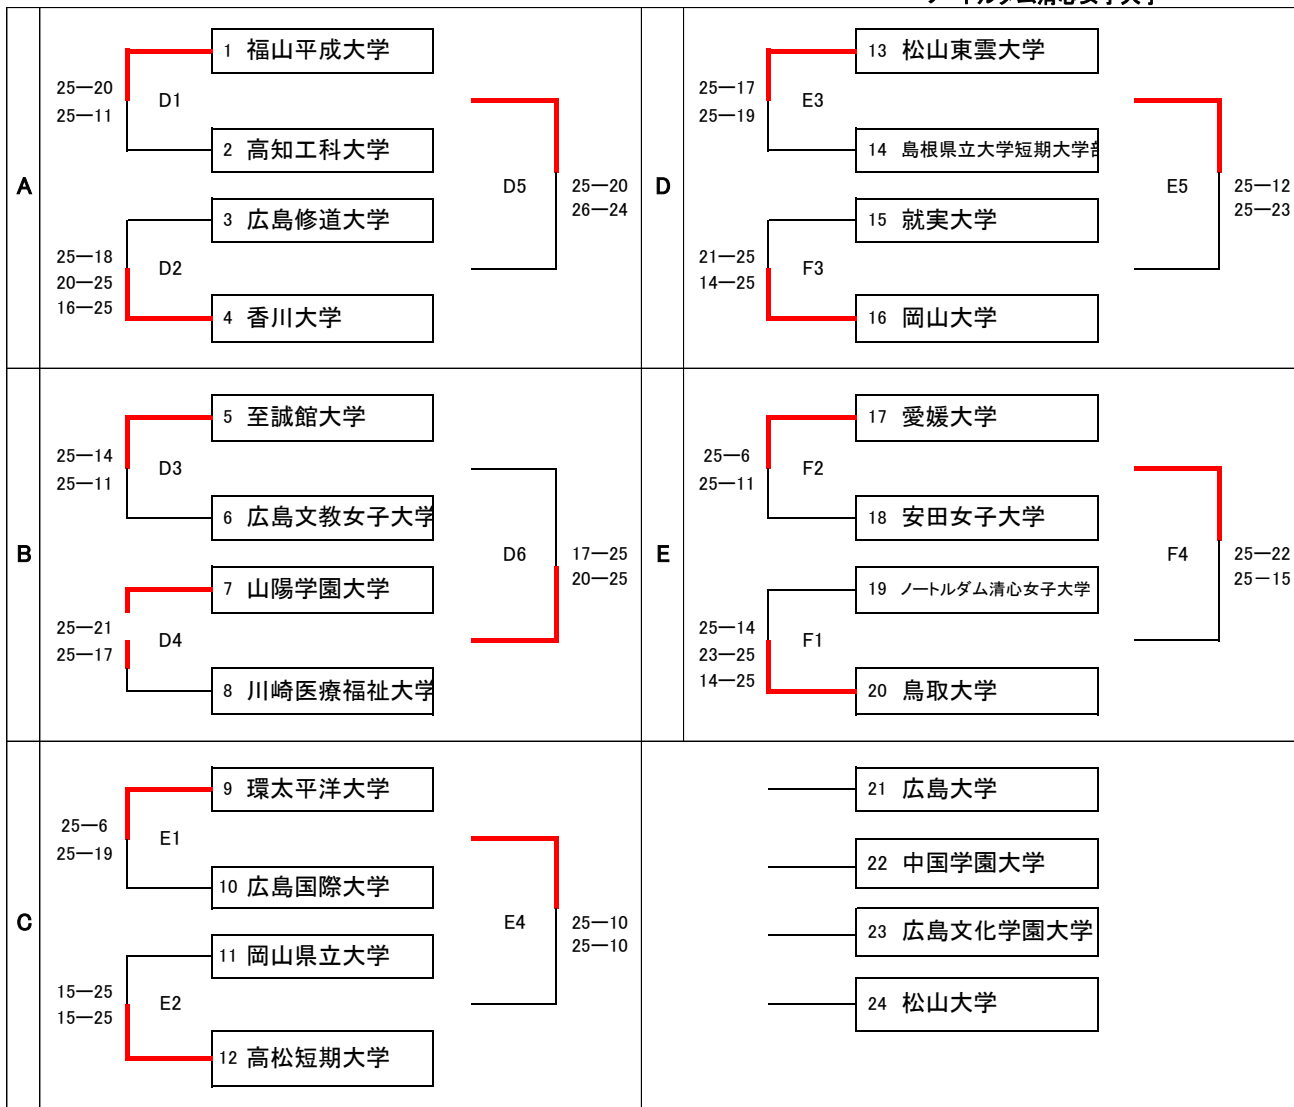 ノートルダム清心女子大学
A
1 福山平成大学
25―20
25―11
D1
2 高知工科大学
D5
25―20
26―24
3 広島修道大学
25―18
20―25
16―25
D2
4 香川大学
D
13 松山東雲大学
25―17
25―19
E3
14 島根県立大学短期大学部
E5
25―12
25―23
15 就実大学
21―25
14―25
F3
16 岡山大学
B
5 至誠館大学
25―14
25―11
D3
6 広島文教女子大学
D6
17―25
20―25
7 山陽学園大学
25―21
25―17
D4
8 川崎医療福祉大学
E
17 愛媛大学
25―6
25―11
F2
18 安田女子大学
F4
25―22
25－15
19 ノートルダム清心女子大学
25―14
23―25
14―25
F1
20 鳥取大学
C
9 環太平洋大学
25―6
25―19
E1
10 広島国際大学
E4
25―10
25―10
11 岡山県立大学
15―25
15―25
E2
12 高松短期大学
21 広島大学
22 中国学園大学
23 広島文化学園大学
24 松山大学